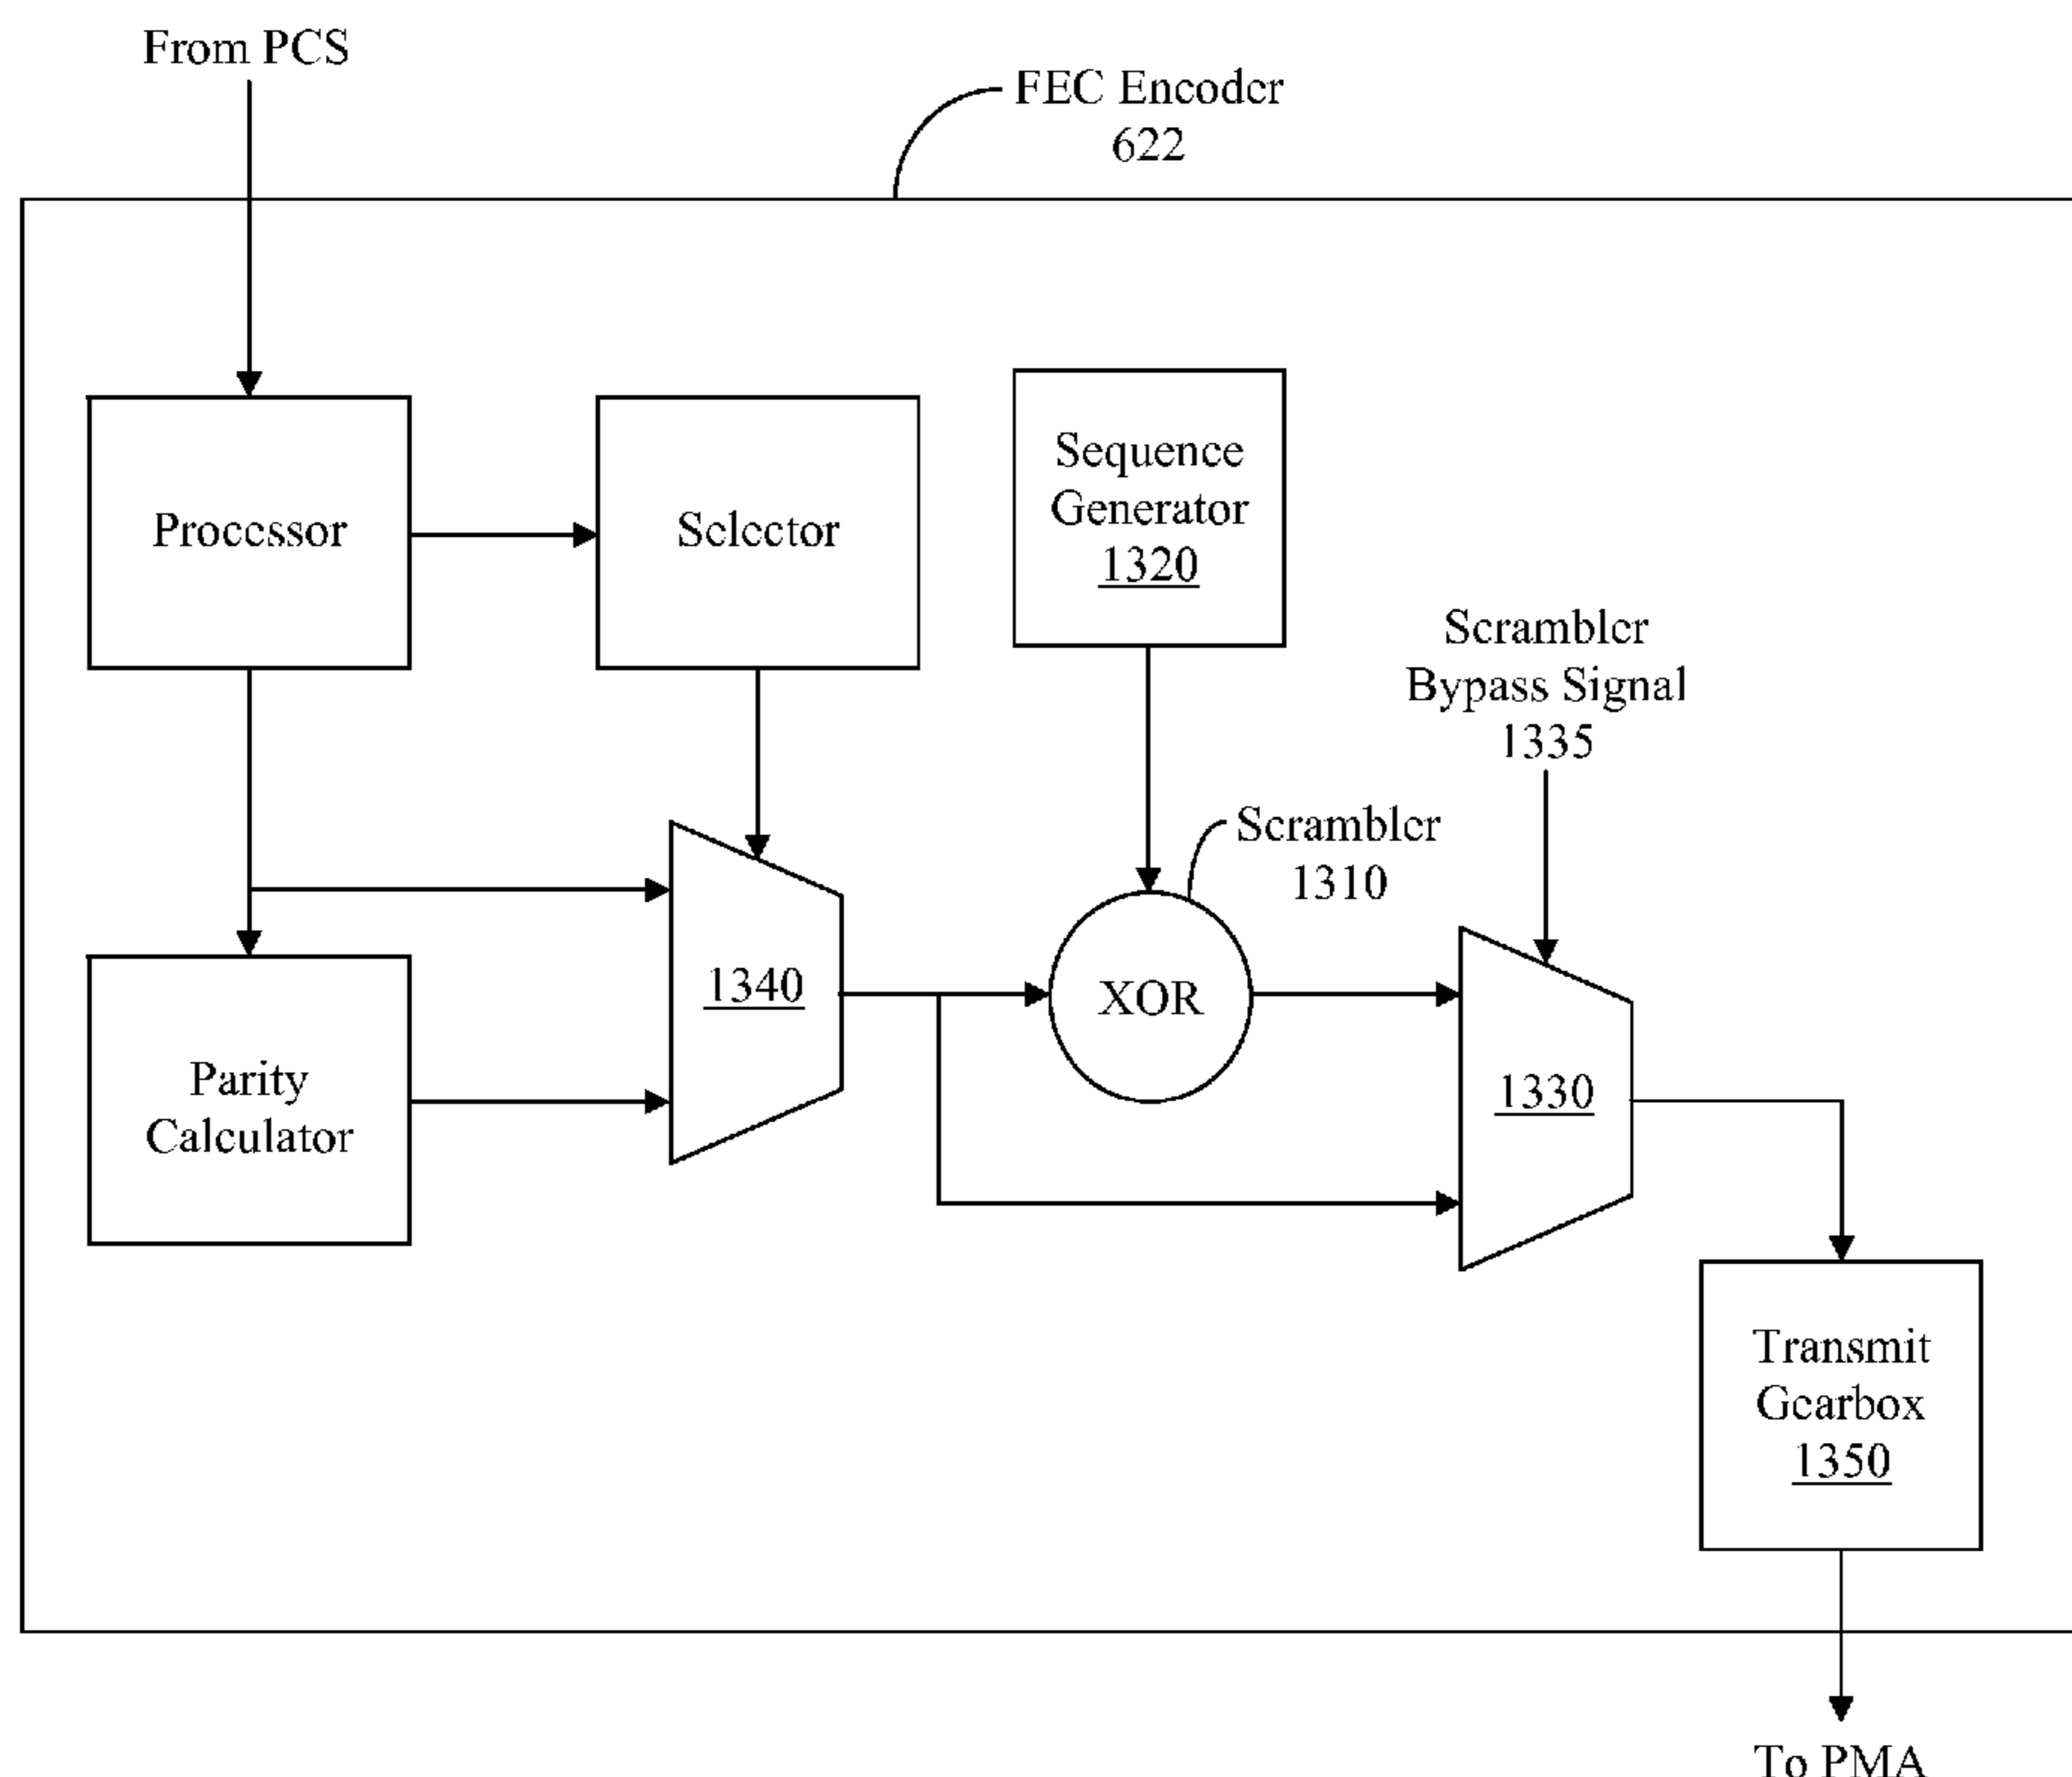 From PCS
FEC Encoder
622
Processor
Selector
Sequence
Generator
1320
Scrambler
Bypass Signal
1335
Scrambler
1310
1340
XOR
Parity
Calculator
1330
Transmit
Gearbox
1350
To PMA